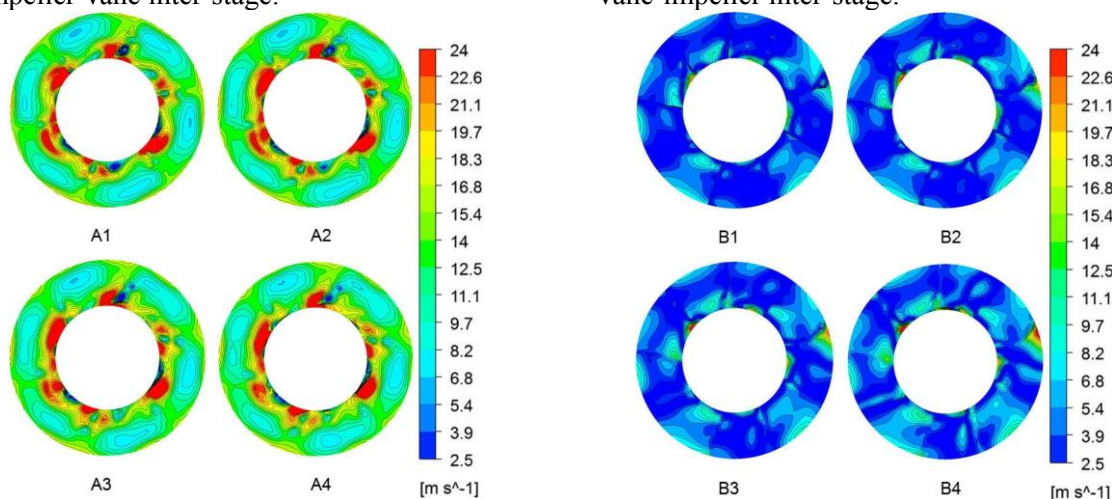 impeller-vane inter-stage.
vane-impeller inter-stage.
A1
A2
A3
A4
24
22.6
21.1
19.7
18.3
16.8
15.4
14
12.5
11.1
9.7
8.2
6.8
5.4
3.9
2.5
[m s^-1]
B1
B2
B3
B4
24
22.6
21.1
19.7
18.3
16.8
15.4
14
12.5
11.1
9.7
8.2
6.8
5.4
3.9
2.5
[m s^-1]